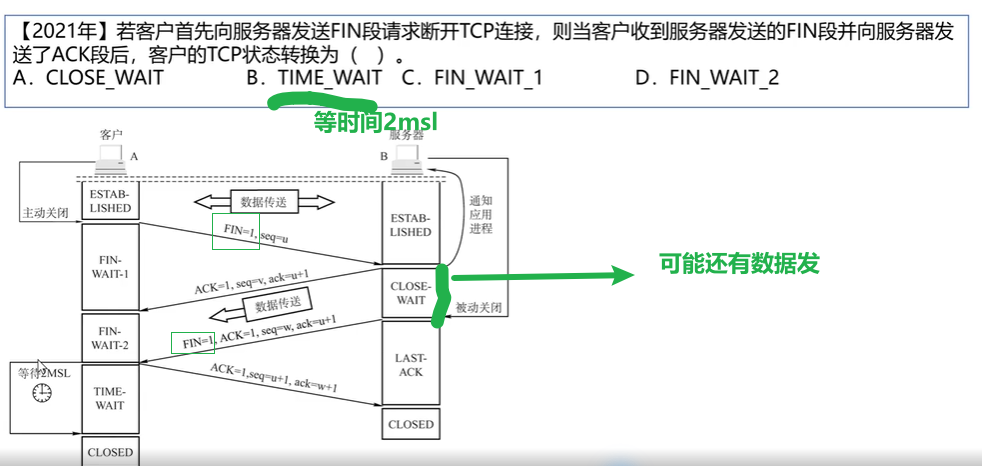 【2021年】若客户首先向服务器发送FIN段请求断开TCP连接，则当客户收到服务器发送的FIN段并向服务器发
送了ACK段后，客户的TCP状态转换为（ ）。
A．CLOSE_WAIT B．TIME_WAIT C．FIN_WAIT_1 D．FIN_WAIT_2
等时间2msl
客户 服务器
A B
ESTAB-
LISHED
主动关闭
数据传送
FIN=1, seq=u
ESTAB-
LISHED
通知
应用
进程
FIN-
WAIT-1
ACK=1, seq=v, ack=u+1
CLOSE-
WAIT
可能还有数据发
数据传送
被动关闭
FIN-
WAIT-2
FIN=1, ACK=1, seq=w, ack=u+1
等待2MSL
ACK=1,seq=u+1, ack=w+1
LAST-
ACK
TIME-
WAIT
CLOSED
CLOSED